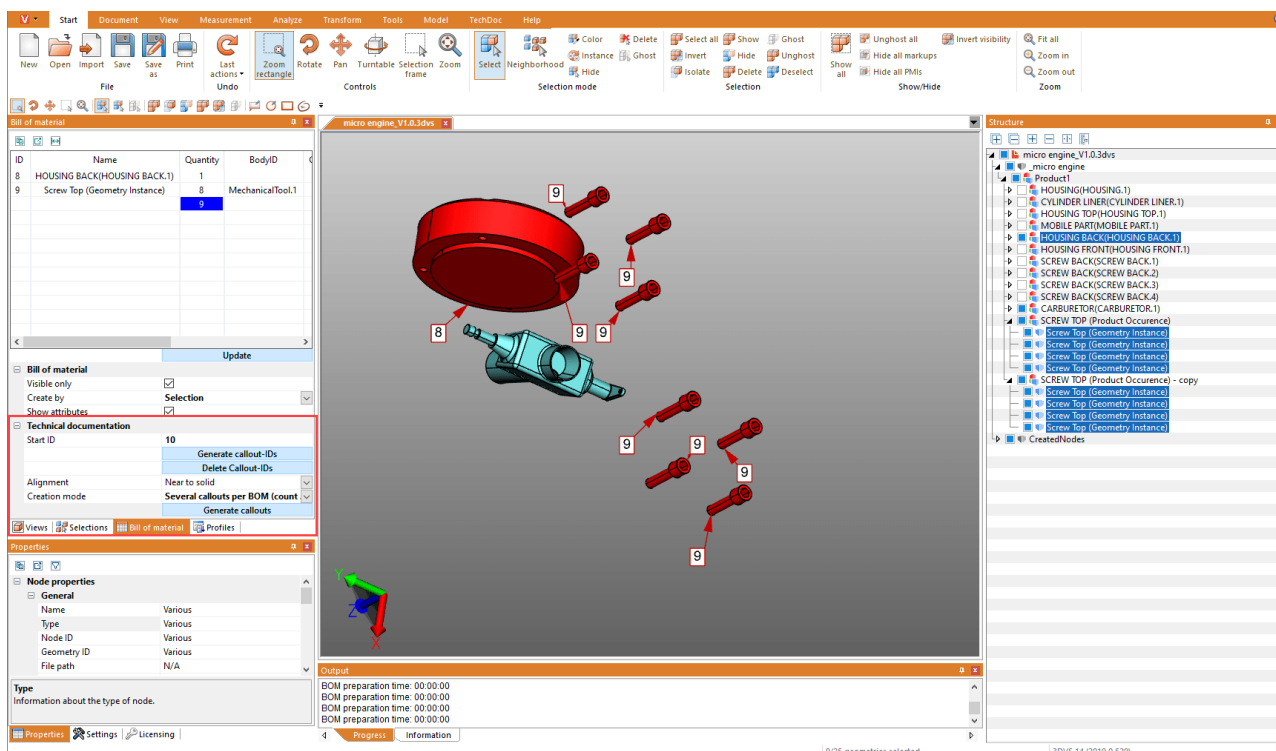 V Start Document View Measurement Analyze Transform Tools Model TechDoc Help
New Open Import Save Save as Print
File
Last actions
Undo
Zoom rectangle Rotate Pan Turntable Selection frame Zoom
Controls
Select Neighborhood Color Delete
Instance Ghost
Hide
Selection mode
Select all Show Ghost
Invert Hide Unghost
Isolate Delete Deselect
Selection
Show all Unghost all Invert visibility
Hide all markups
Hide all PMIs
Show/Hide
Fit all
Zoom in
Zoom out
Zoom
Bill of material
ID Name Quantity BodyID
8 HOUSING BACK(HOUSING BACK.1) 1
9 Screw Top (Geometry Instance) 8 MechanicalTool.1
9
Update
Bill of material
Visible only
Create by Selection
Show attributes
Technical documentation
Start ID 10
Generate callout-IDs
Delete Callout-IDs
Alignment Near to solid
Creation mode Several callouts per BOM (count
Generate callouts
Views Selections Bill of material Profiles
Properties
Node properties
General
Name Various
Type Various
Node ID Various
Geometry ID Various
File path N/A
Type
Information about the type of node.
Properties Settings Licensing
micro engine_V1.0.3dvs
9
9
8
9
9
9
9
9
9
Y
Z
X
Output
BOM preparation time: 00:00:00
BOM preparation time: 00:00:00
BOM preparation time: 00:00:00
BOM preparation time: 00:00:00
Progress Information
Structure
micro engine_V1.0.3dvs
_micro engine
Product1
HOUSING(HOUSING.1)
CYLINDER LINER(CYLINDER LINER.1)
HOUSING TOP(HOUSING TOP.1)
MOBILE PART(MOBILE PART.1)
HOUSING BACK(HOUSING BACK.1)
HOUSING FRONT(HOUSING FRONT.1)
SCREW BACK(SCREW BACK.1)
SCREW BACK(SCREW BACK.2)
SCREW BACK(SCREW BACK.3)
SCREW BACK(SCREW BACK.4)
CARBURETOR(CARBURETOR.1)
SCREW TOP (Product Occurence)
Screw Top (Geometry Instance)
Screw Top (Geometry Instance)
Screw Top (Geometry Instance)
Screw Top (Geometry Instance)
SCREW TOP (Product Occurence) - copy
Screw Top (Geometry Instance)
Screw Top (Geometry Instance)
Screw Top (Geometry Instance)
Screw Top (Geometry Instance)
CreatedNodes